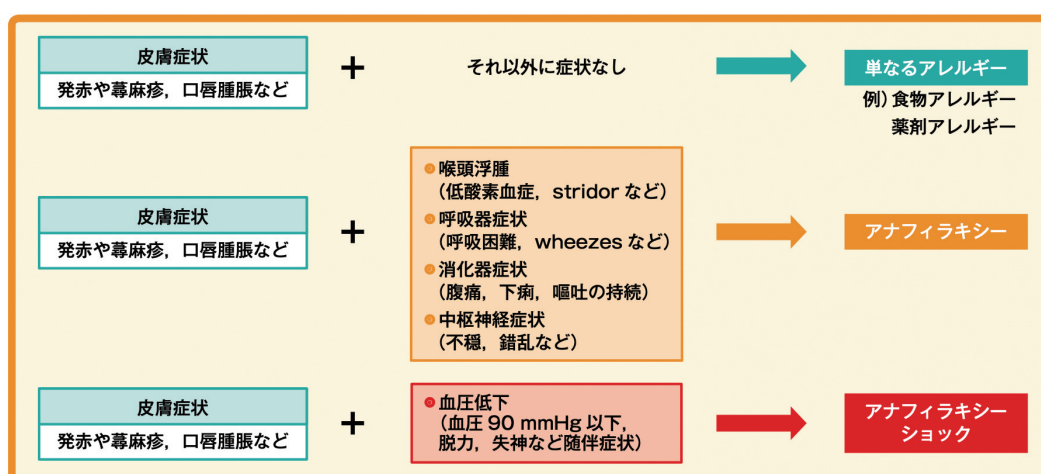 皮膚症状
発赤や蕁麻疹，口唇腫脹など
+
それ以外に症状なし
単なるアレルギー
例）食物アレルギー
薬剤アレルギー
皮膚症状
発赤や蕁麻疹，口唇腫脹など
+
喉頭浮腫
（低酸素血症，stridor など）
呼吸器症状
（呼吸困難，wheezes など）
消化器症状
（腹痛，下痢，嘔吐の持続）
中枢神経症状
（不穏，錯乱など）
アナフィラキシー
皮膚症状
発赤や蕁麻疹，口唇腫脹など
+
血圧低下
（血圧 90 mmHg 以下，
脱力，失神など随伴症状）
アナフィラキシー
ショック